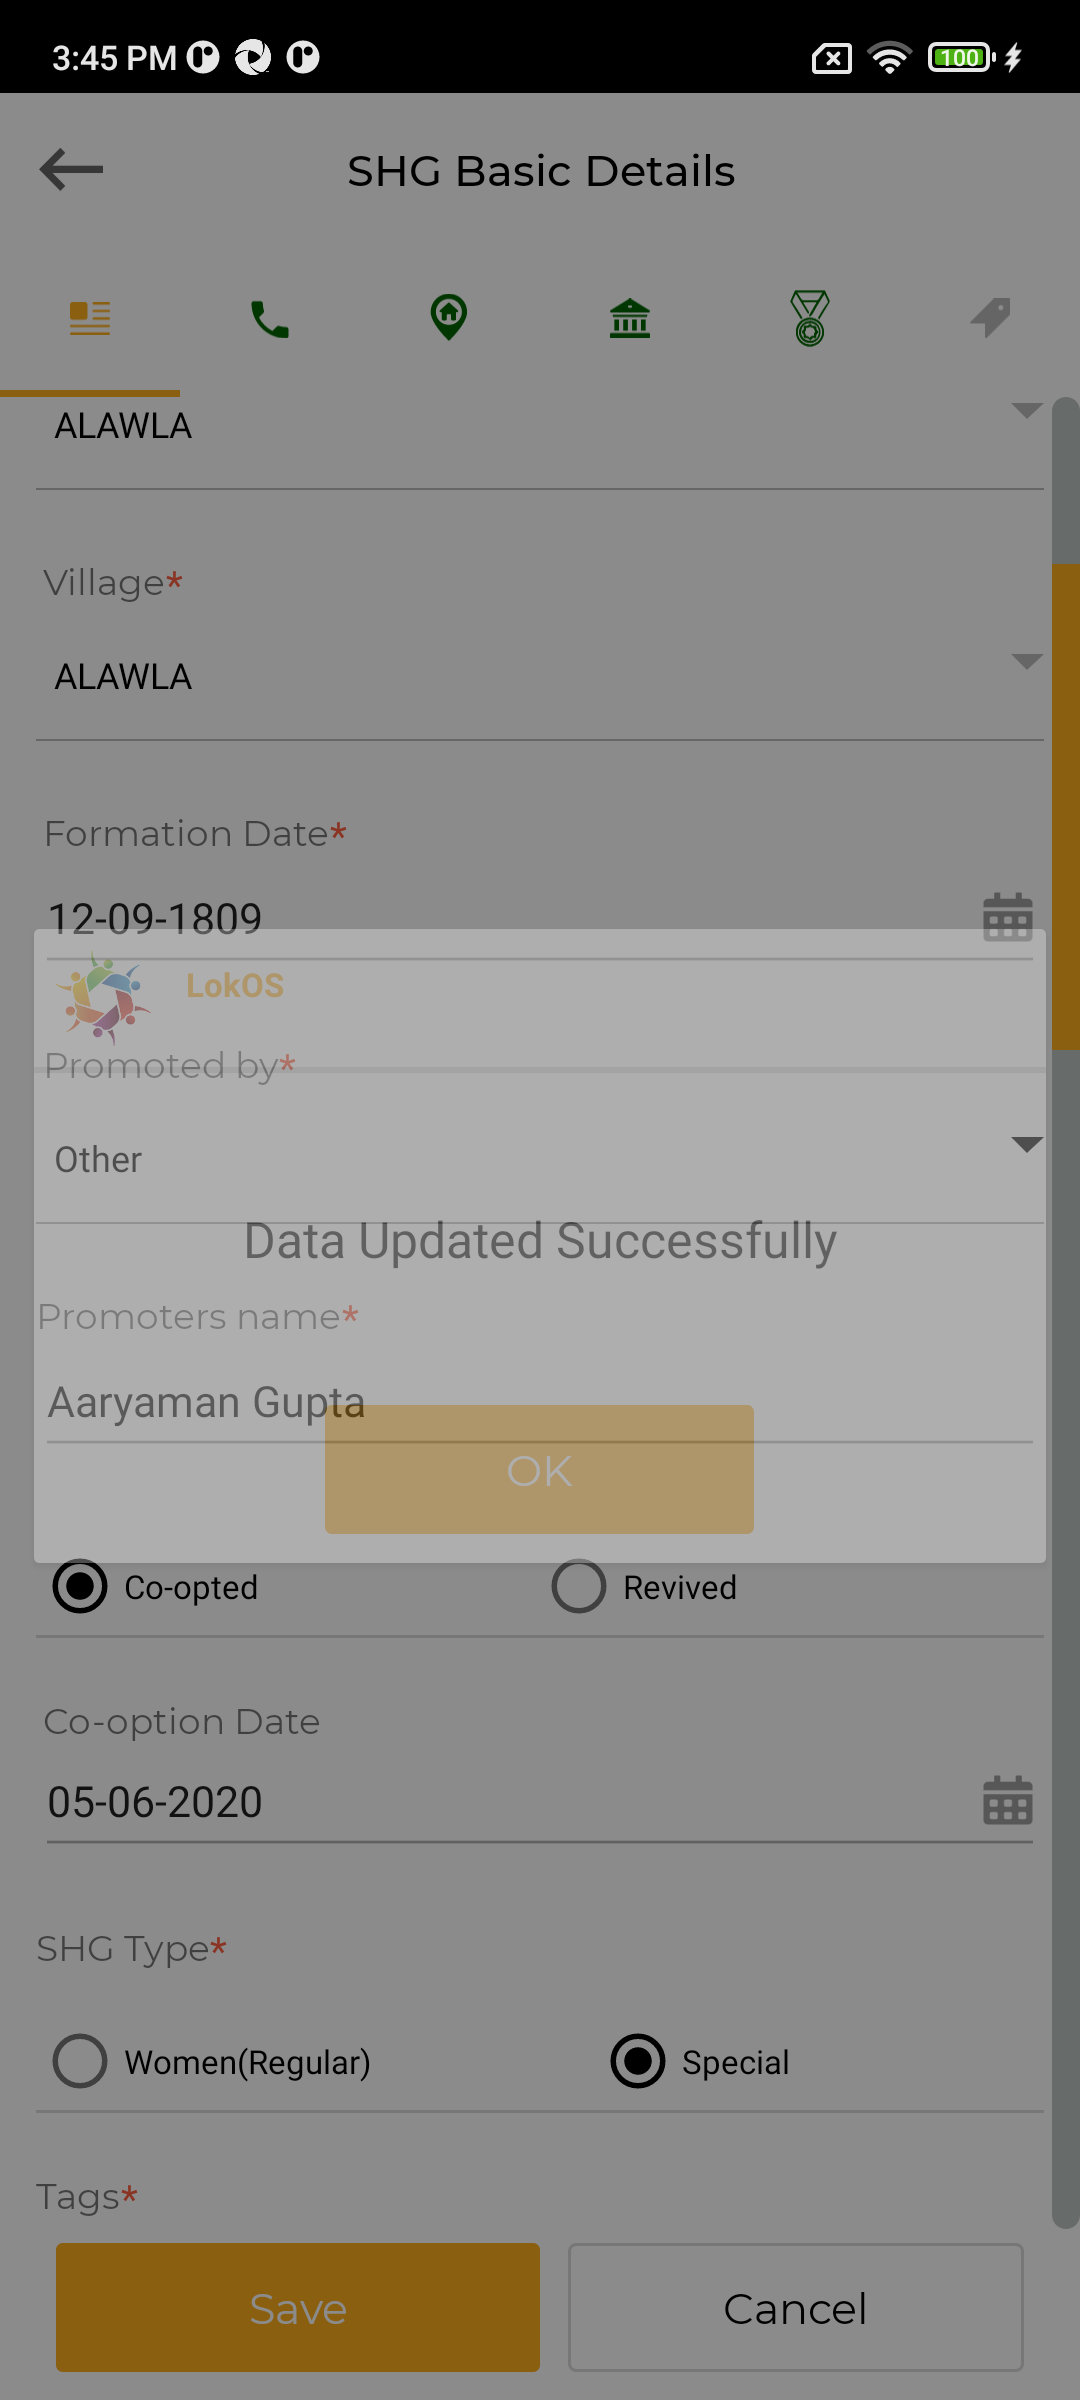 3:45 PM
100
SHG Basic Details
ALAWLA
Village*
ALAWLA
Formation Date*
12-09-1809
LokOS
Promoted by*
Other
Data Updated Successfully
Promoters name*
Aaryaman Gupta
OK
Co-opted Revived
Co-option Date
05-06-2020
SHG Type*
Women(Regular) Special
Tags*
Save Cancel